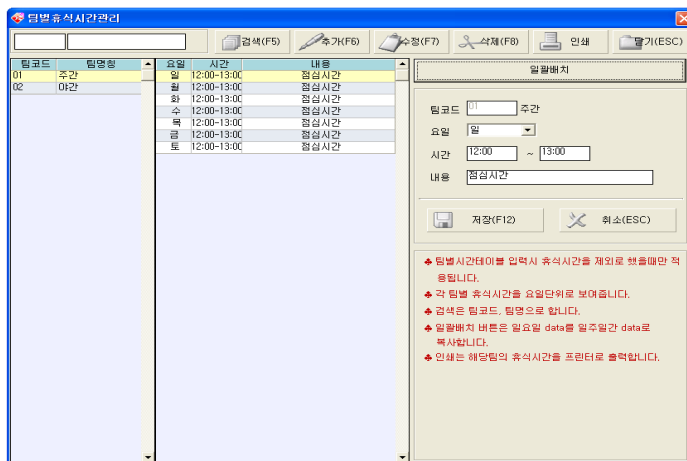 팀별휴식시간관리
검색(F5) 추가(F6) 수정(F7) 삭제(F8) 인쇄 닫기(ESC)
팀코드 팀명칭
01 주간
02 야간
요일 시간 내용
일 12:00-13:00 점심시간
월 12:00-13:00 점심시간
화 12:00-13:00 점심시간
수 12:00-13:00 점심시간
목 12:00-13:00 점심시간
금 12:00-13:00 점심시간
토 12:00-13:00 점심시간
일괄배치
팀코드 01 주간
요일 일
시간 12:00 ~ 13:00
내용 점심시간
저장(F12) 취소(ESC)
♣ 팀별시간테이블 입력시 휴식시간을 제외로 했을때만 적
용됩니다.
♣ 각 팀별 휴식시간을 요일단위로 보여줍니다.
♣ 검색은 팀코드, 팀명으로 합니다.
♣ 일괄배치 버튼은 일요일 data를 일주일간 data로
복사합니다.
♣ 인쇄는 해당팀의 휴식시간을 프린터로 출력합니다.